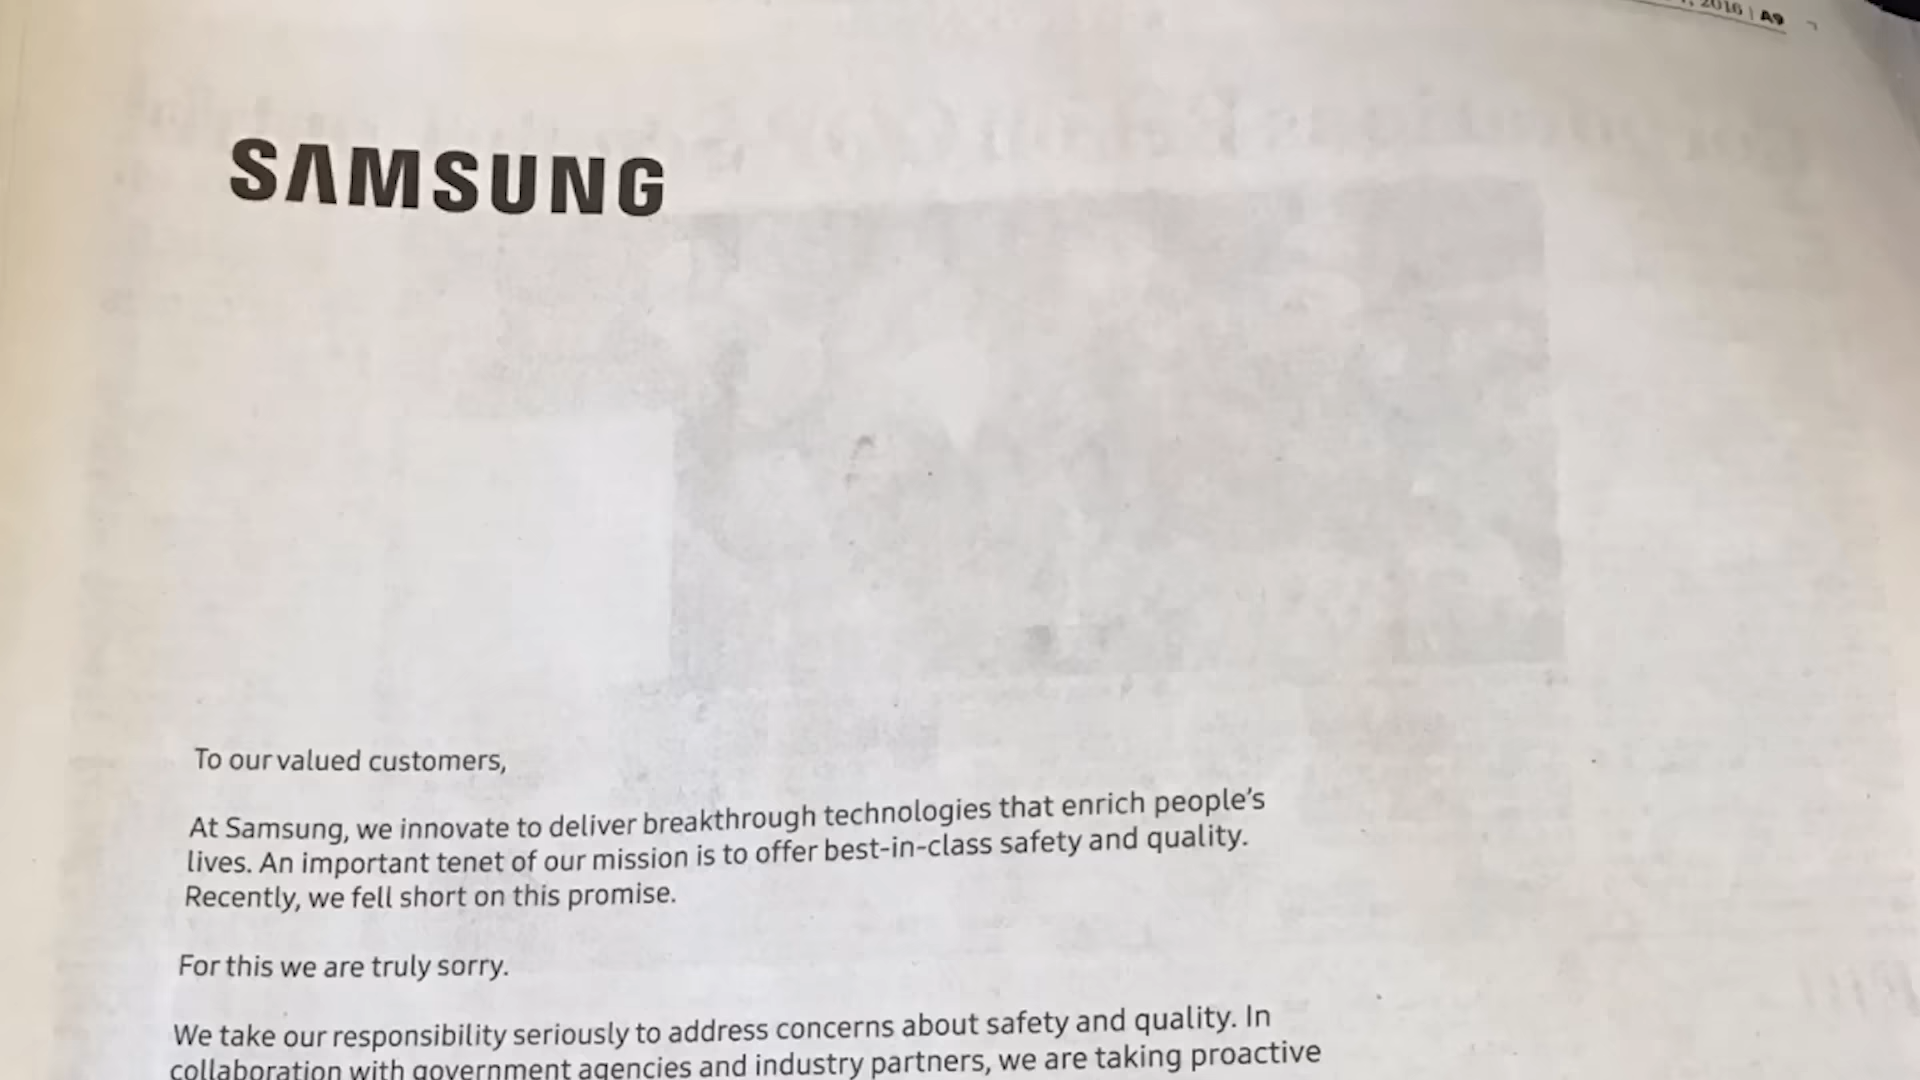 2016 | A9
SAMSUNG
To our valued customers,
At Samsung, we innovate to deliver breakthrough technologies that enrich people's
lives. An important tenet of our mission is to offer best-in-class safety and quality.
Recently, we fell short on this promise.
For this we are truly sorry.
We take our responsibility seriously to address concerns about safety and quality. In
collaboration with government agencies and industry partners, we are taking proactive